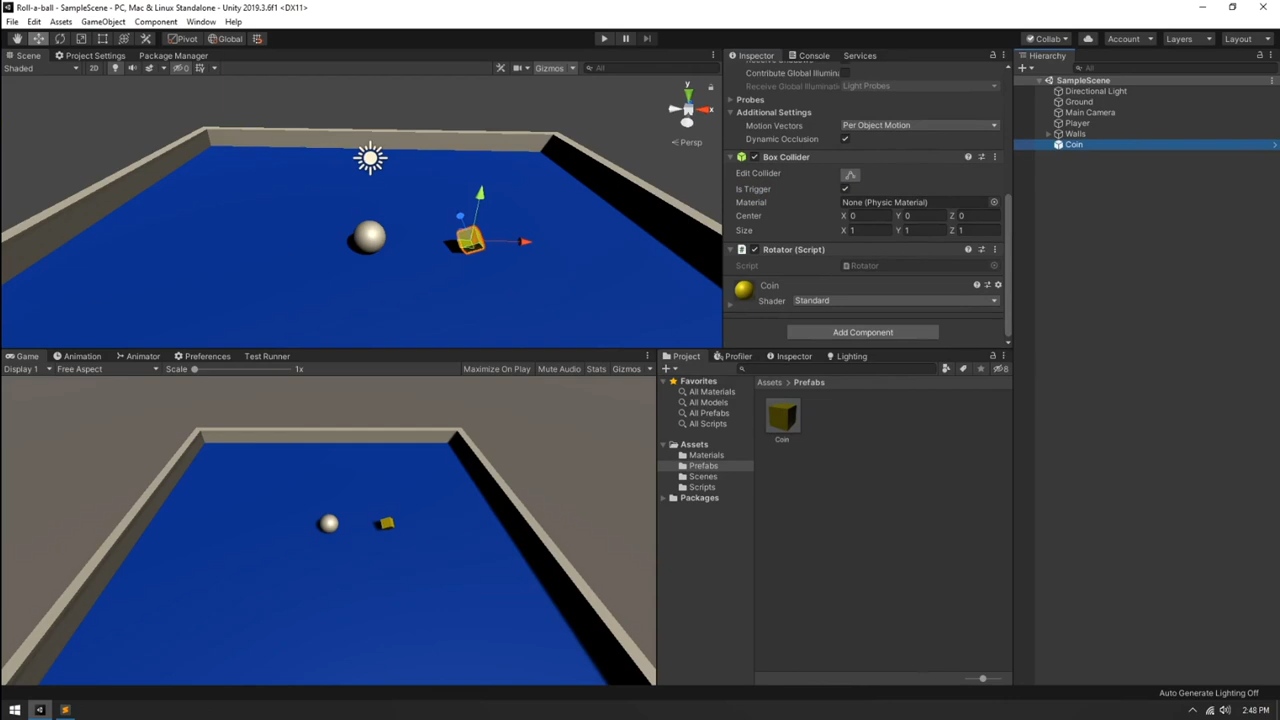 Roll-a-ball - SampleScene - PC, Mac & Linux Standalone - Unity 2019.3.6f1 <DX11>
File Edit Assets GameObject Component Window Help
Pivot Global Collab Account Layers Layout
Scene Project Settings Package Manager
Shaded 2D Gizmos All
y
x
Persp
Inspector Console Services
Contribute Global Illumina
Receive Global Illuminati Light Probes
Probes
Additional Settings
Motion Vectors Per Object Motion
Dynamic Occlusion
Box Collider
Edit Collider
Is Trigger
Material None (Physic Material)
Center X 0 Y 0 Z 0
Size X 1 Y 1 Z 1
Rotator (Script)
Script Rotator
Coin
Shader Standard
Add Component
Hierarchy
All
SampleScene
Directional Light
Ground
Main Camera
Player
Walls
Coin
Game Animation Animator Preferences Test Runner
Display 1 Free Aspect Scale 1x Maximize On Play Mute Audio Stats Gizmos
Project Profiler Inspector Lighting
8
Favorites
All Materials
All Models
All Prefabs
All Scripts
Assets
Materials
Prefabs
Scenes
Scripts
Packages
Assets > Prefabs
Coin
Auto Generate Lighting Off
2:48 PM